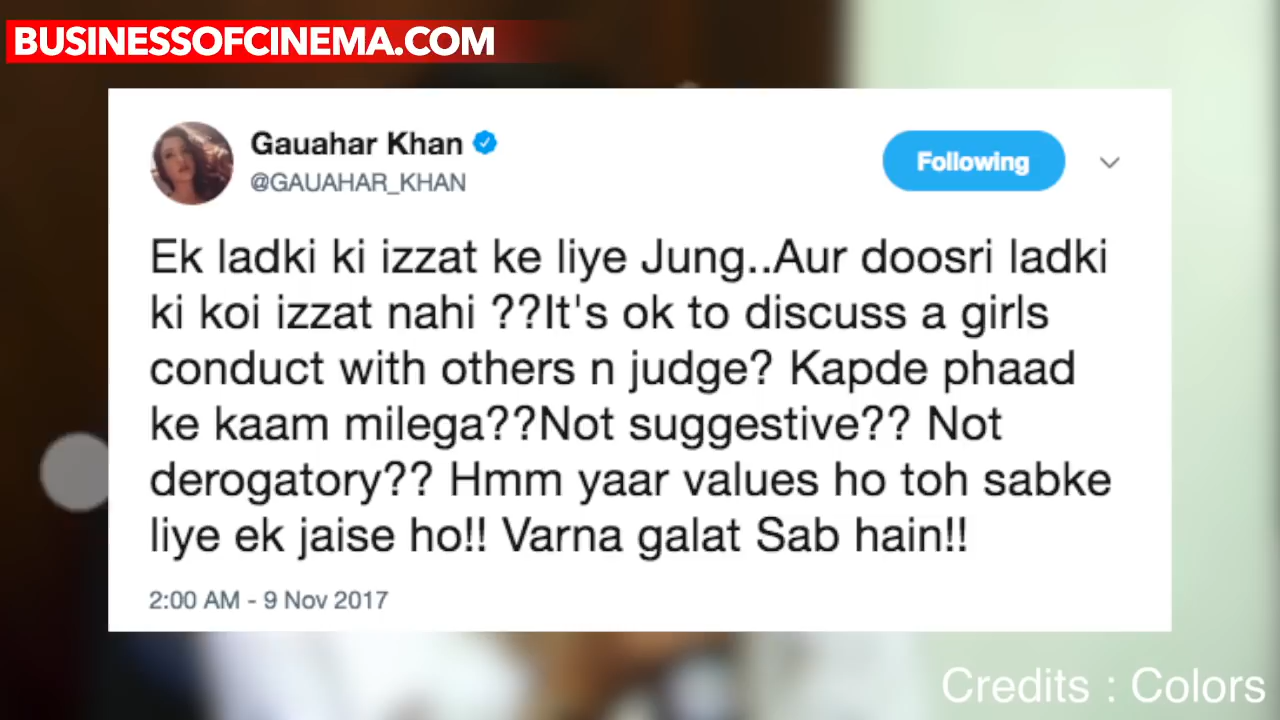 BUSINESSOFCINEMA.COM
Gauahar Khan
@GAUAHAR_KHAN
Following
Ek ladki ki izzat ke liye Jung..Aur doosri ladki
ki koi izzat nahi ??It's ok to discuss a girls
conduct with others n judge? Kapde phaad
ke kaam milega??Not suggestive?? Not
derogatory?? Hmm yaar values ho toh sabke
liye ek jaise ho!! Varna galat Sab hain!!
2:00 AM - 9 Nov 2017
Credits : Colors